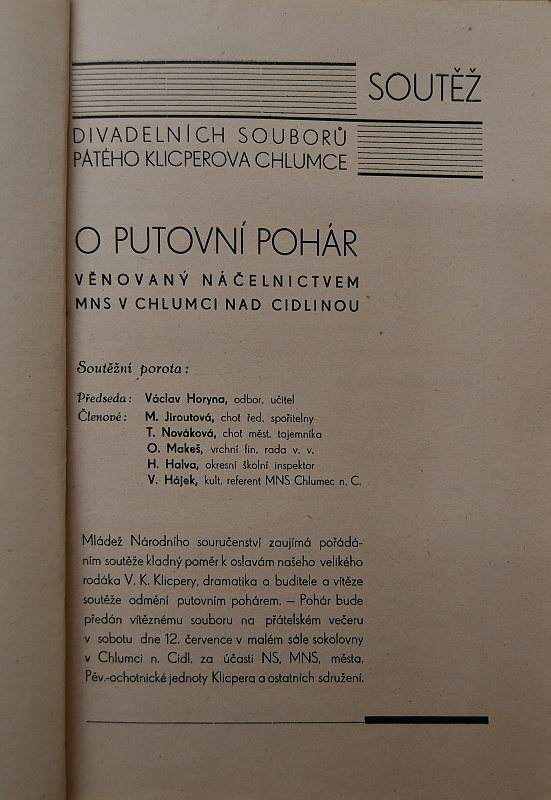 SOUTĚŽ
DIVADELNÍCH SOUBORŮ
PÁTÉHO KLICPEROVA CHLUMCE
O PUTOVNÍ POHÁR
VĚNOVANÝ NÁČELNICTVEM
MNS V CHLUMCI NAD CIDLINOU
Soutěžní porota:
Předseda: Václav Horyna, odbor. učitel
Členové: M. Jiroutová, choť řed. spořitelny
T. Nováková, choť měst. tajemníka
O. Makeš, vrchní fin. rada v. v.
H. Halva, okresní školní inspektor
V. Hájek, kult. referent MNS Chlumec n. C.
Mládež Národního souručenství zaujímá pořádá-
ním soutěže kladný poměr k oslavám našeho velikého
rodáka V. K. Klicpery, dramatika a buditele a vítěze
soutěže odmění putovním pohárem. — Pohár bude
předán vítěznému souboru na přátelském večeru
v sobotu dne 12. července v malém sále sokolovny
v Chlumci n. Cidl. za účasti NS, MNS, města,
Pěv.-ochotnické jednoty Klicpera a ostatních sdružení.